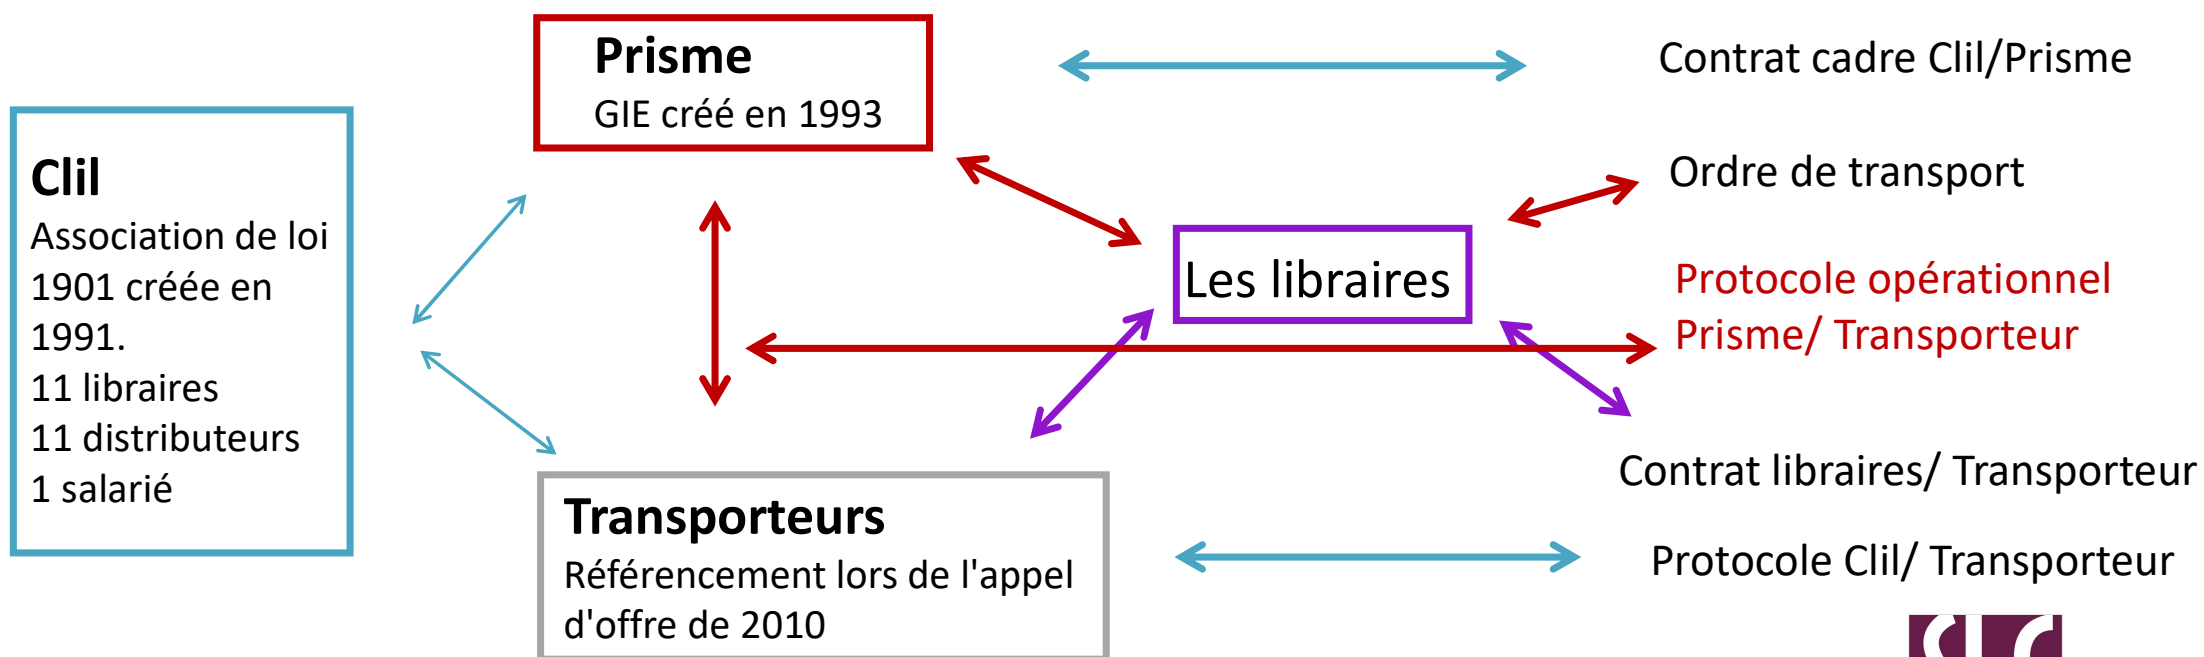 Prisme
GIE créé en 1993
Clil
Association de loi
1901 créée en
1991.
11 libraires
11 distributeurs
1 salarié
Les libraires
Transporteurs
Référencement lors de l'appel
d'offre de 2010
Contrat cadre Clil/Prisme
Ordre de transport
Protocole opérationnel
Prisme/ Transporteur
Contrat libraires/ Transporteur
Protocole Clil/ Transporteur